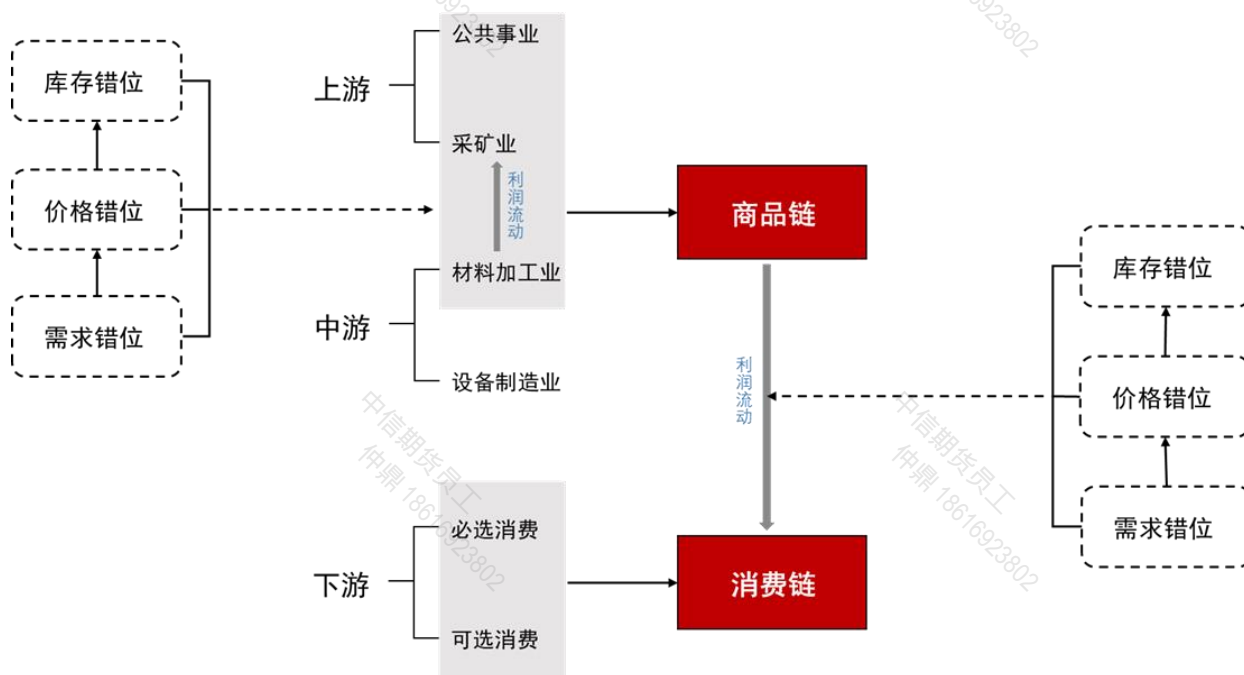 公共事业
库存错位
上游
采矿业
利润流动
价格错位
商品链
材料加工业
库存错位
需求错位
中游
设备制造业
利润流动
价格错位
中信期货员工
仲鼎 18616923802
中信期货员工
仲鼎 18616923802
必选消费
需求错位
下游
消费链
可选消费